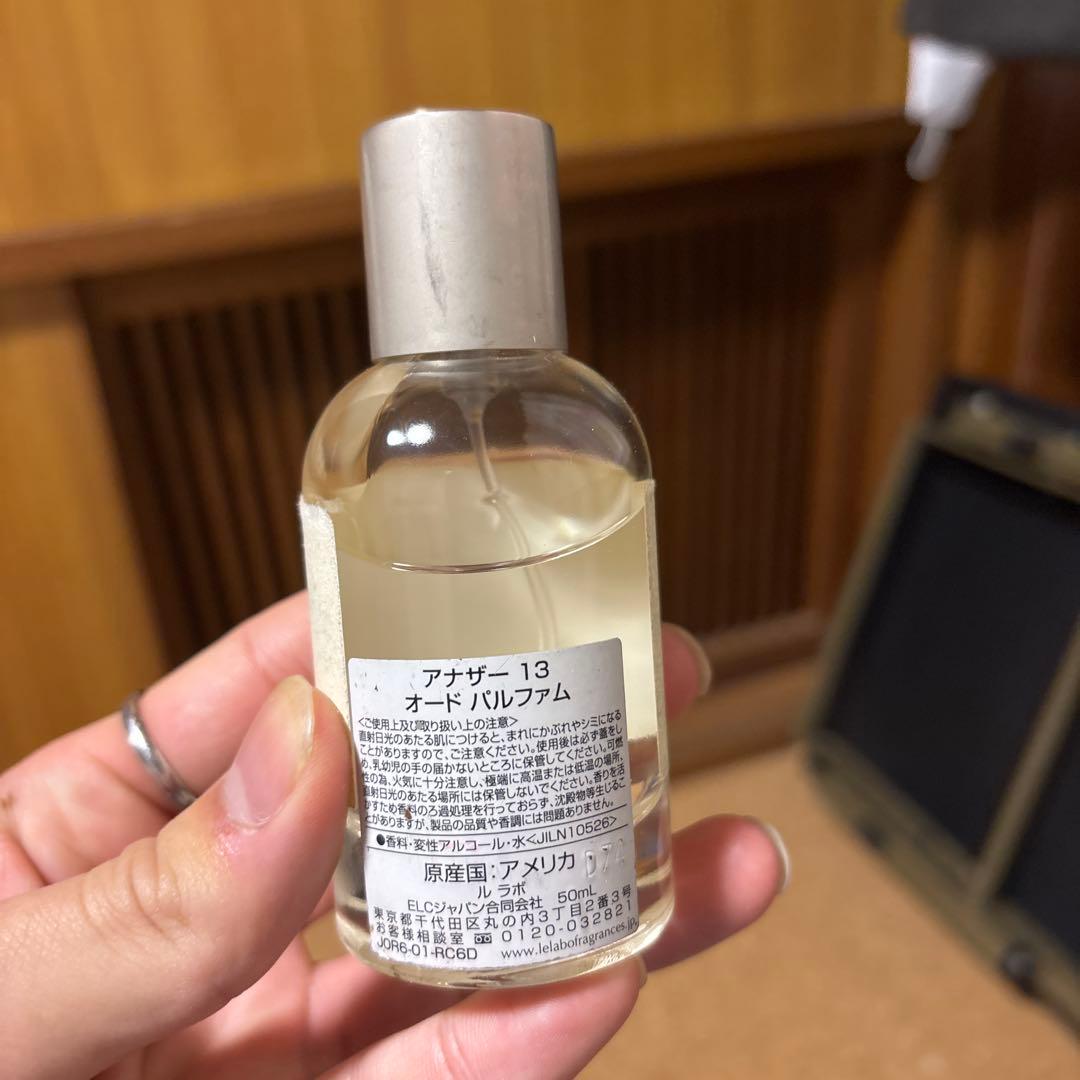 アナザー 13
オード パルファム
<ご使用上及び取り扱い上の注意>
直射日光のあたる肌につけると、まれにかぶれやシミになる
ことがありますので、ご注意ください。使用後は必ず蓋をし
め、乳幼児の手の届かないところに保管してください。可燃
性の為、火気に十分注意し、極端に高温または低温の場所、
直射日光のあたる場所には保管しないでください。香りを活
かすため香料のろ過処理を行っておらず、沈殿物等生じるこ
とがありますが、製品の品質や香調には問題ありません。
●香料・変性アルコール・水<JILN10526>
原産国:アメリカ
ル ラボ
ELCジャパン合同会社 50mL
東京都千代田区丸の内3丁目2番3号
お客様相談室 0120-032821
J0R6-01-RC6D www.lelabofragrances.jp